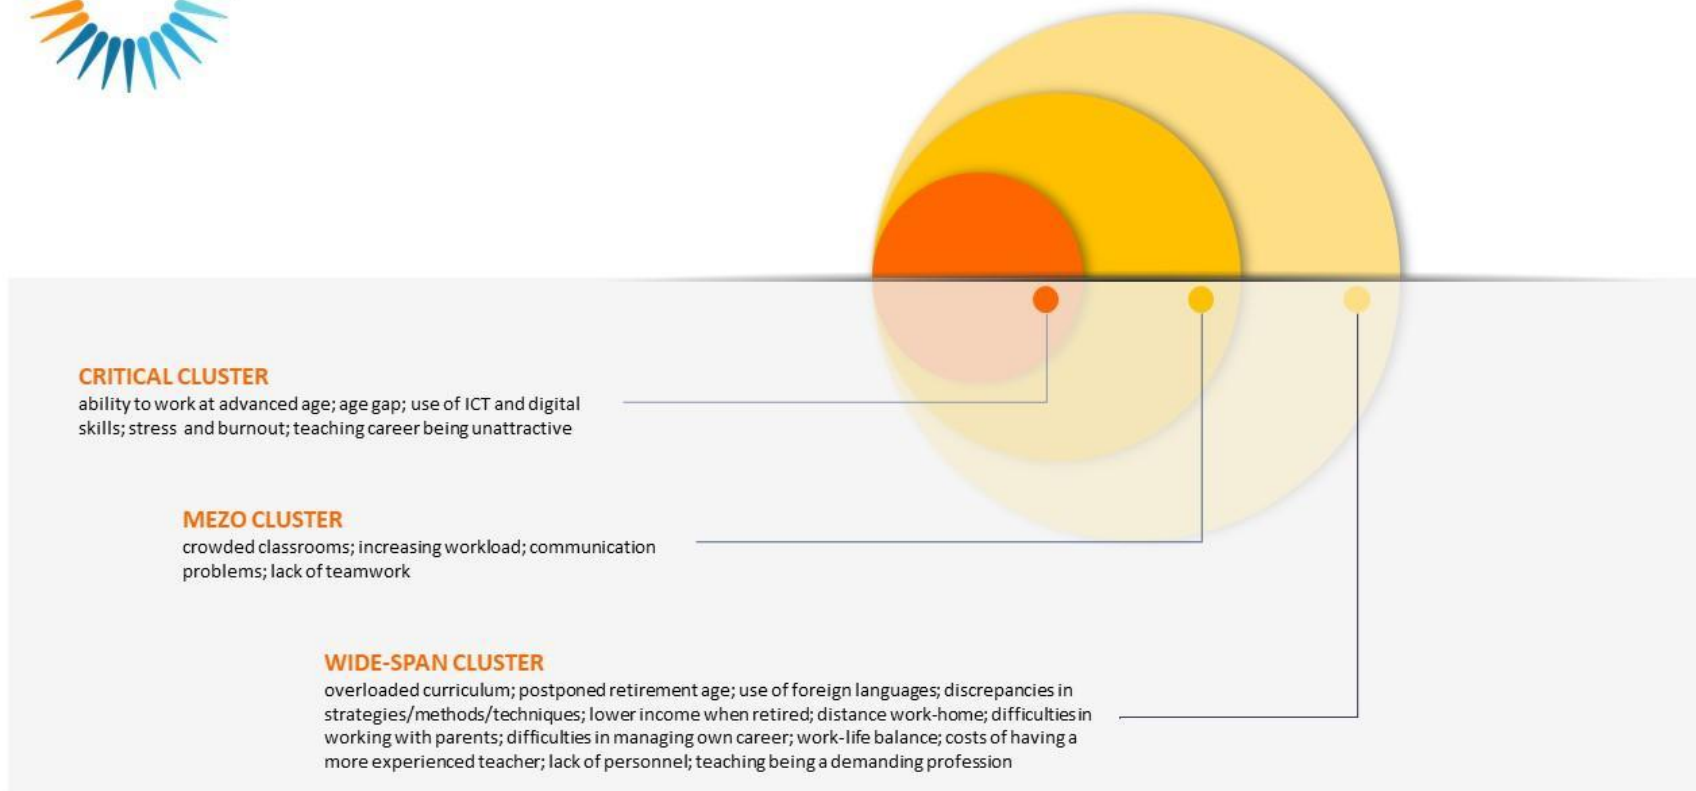 CRITICAL CLUSTER
ability to work at advanced age; age gap; use of ICT and digital
skills; stress and burnout; teaching career being unattractive
MEZO CLUSTER
crowded classrooms; increasing workload; communication
problems; lack of teamwork
WIDE-SPAN CLUSTER
overloaded curriculum; postponed retirement age; use of foreign languages; discrepancies in
strategies/methods/techniques; lower income when retired; distance work-home; difficulties in
working with parents; difficulties in managing own career; work-life balance; costs of having a
more experienced teacher; lack of personnel; teaching being a demanding profession